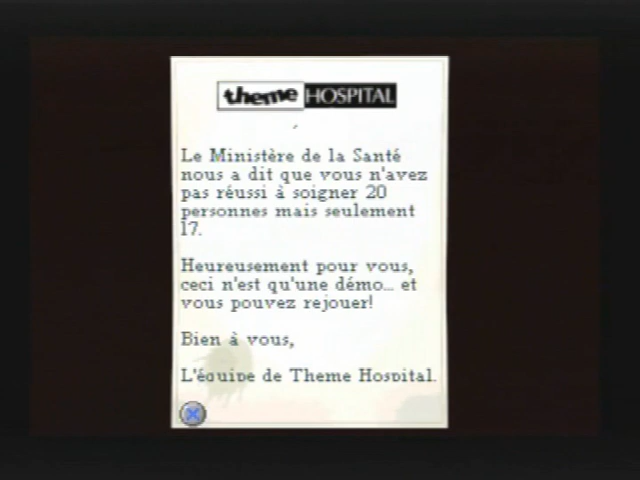 theme HOSPITAL
Le Ministère de la Santé
nous a dit que vous n'avez
pas réussi à soigner 20
personnes mais seulement
17.
Heureusement pour vous,
ceci n'est qu'une démo... et
vous pouvez rejouer!
Bien à vous,
L'équipe de Theme Hospital.